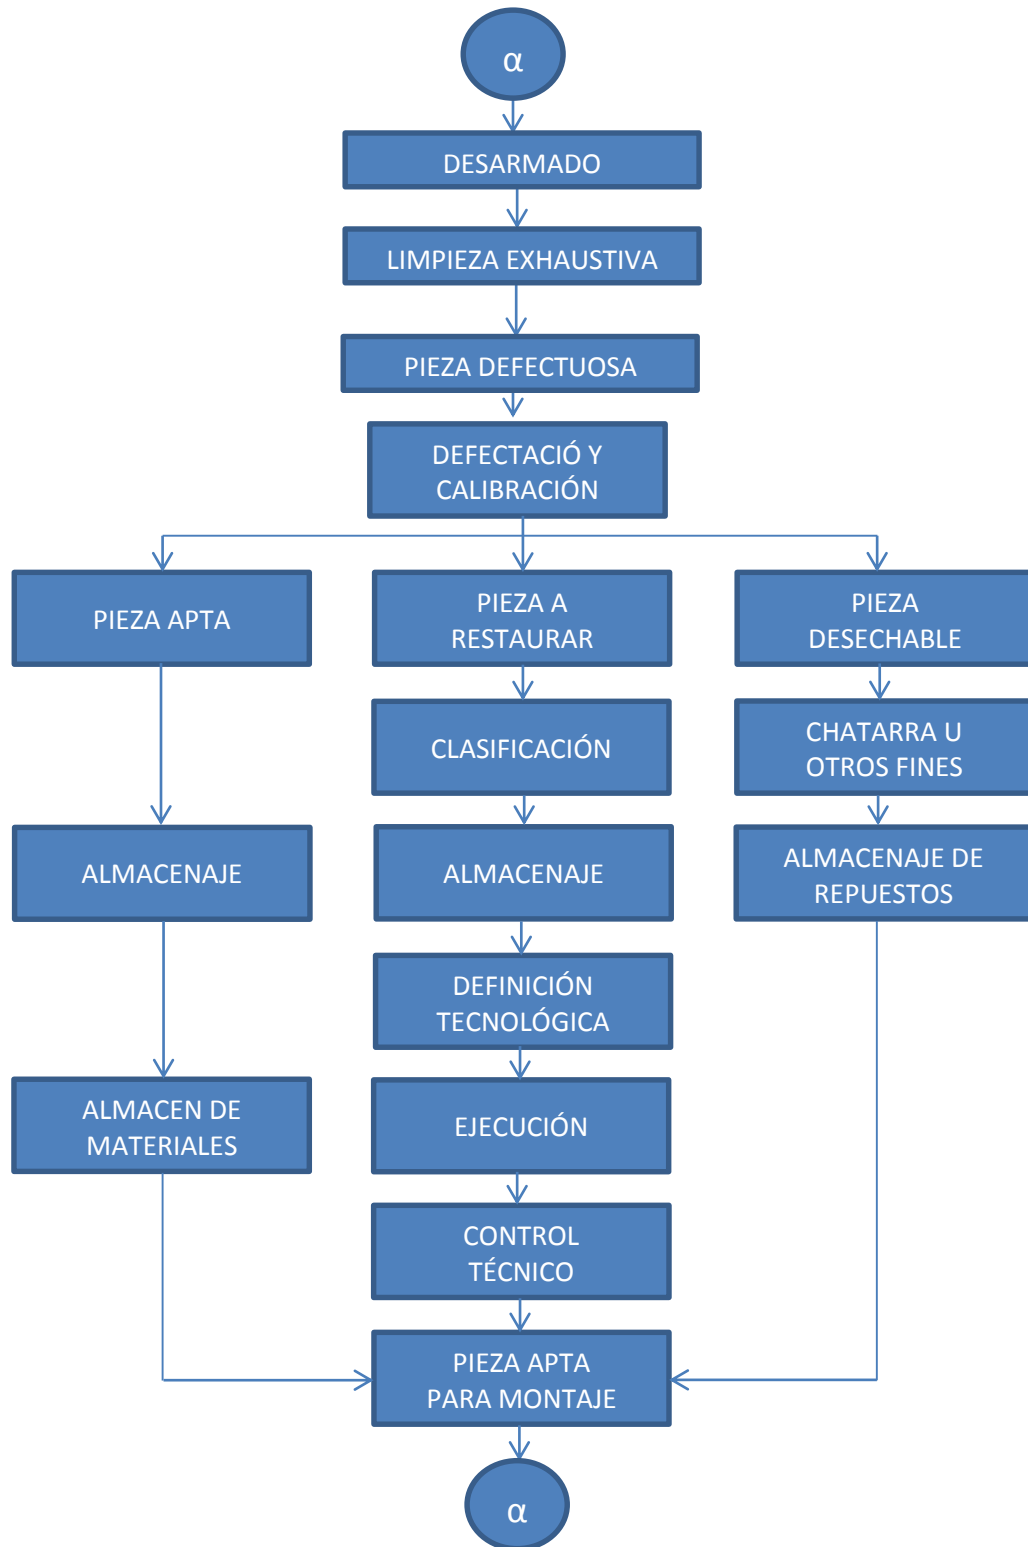 α
DESARMADO
LIMPIEZA EXHAUSTIVA
PIEZA DEFECTUOSA
DEFECTACIÓ Y
CALIBRACIÓN
PIEZA APTA
PIEZA A
RESTAURAR
PIEZA
DESECHABLE
CLASIFICACIÓN
CHATARRA U
OTROS FINES
ALMACENAJE
ALMACENAJE
ALMACENAJE DE
REPUESTOS
DEFINICIÓN
TECNOLÓGICA
ALMACEN DE
MATERIALES
EJECUCIÓN
CONTROL
TÉCNICO
PIEZA APTA
PARA MONTAJE
α